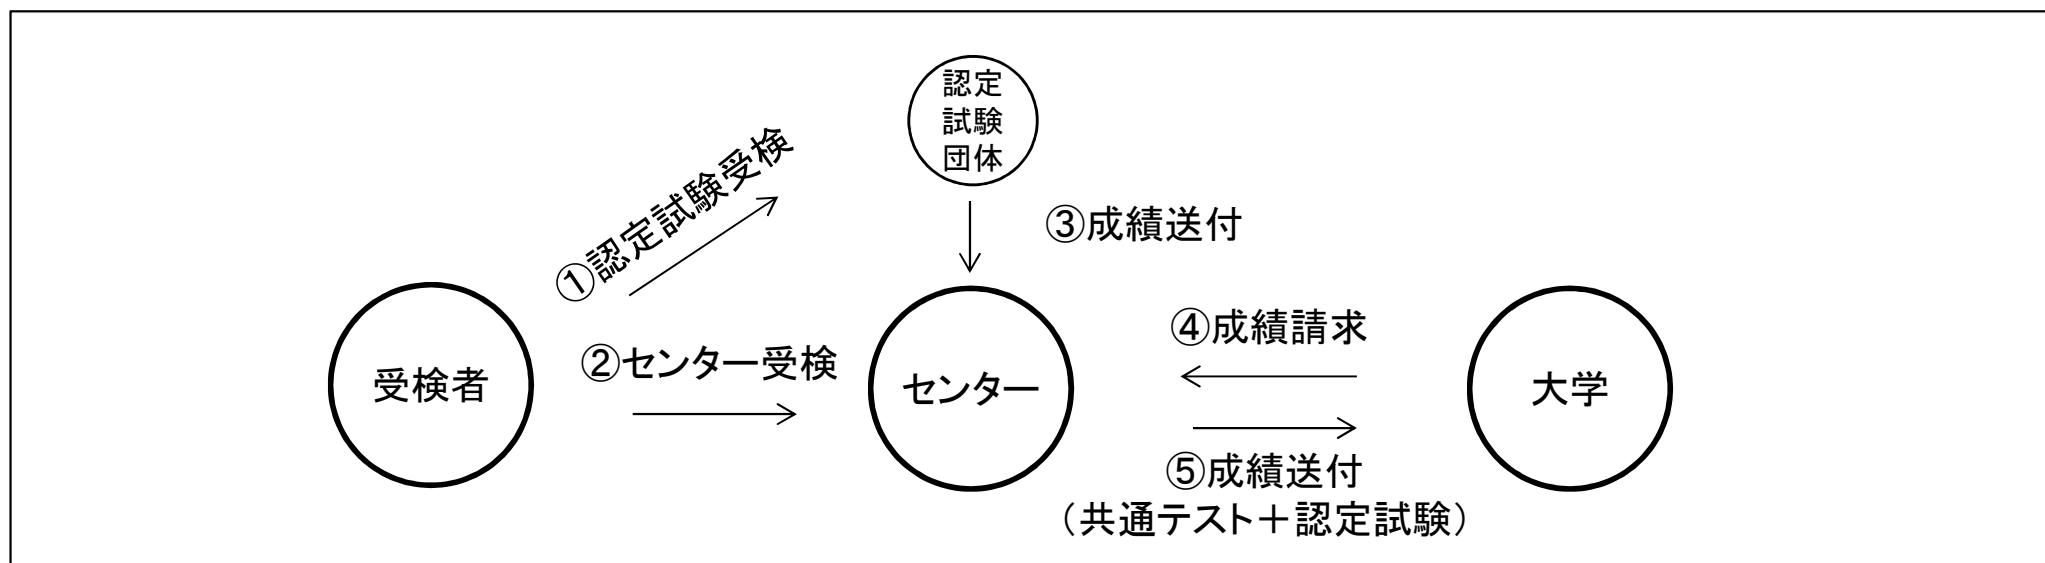 認定
試験
団体
①認定試験受検
③成績送付
④成績請求
②センター受検
受検者
センター
大学
⑤成績送付
（共通テスト＋認定試験）